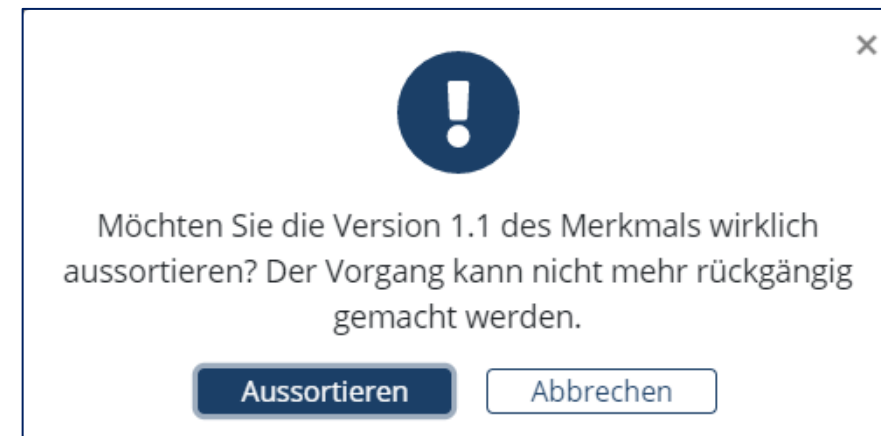 Möchten Sie die Version 1.1 des Merkmals wirklich
aussortieren? Der Vorgang kann nicht mehr rückgängig
gemacht werden.
Aussortieren
Abbrechen